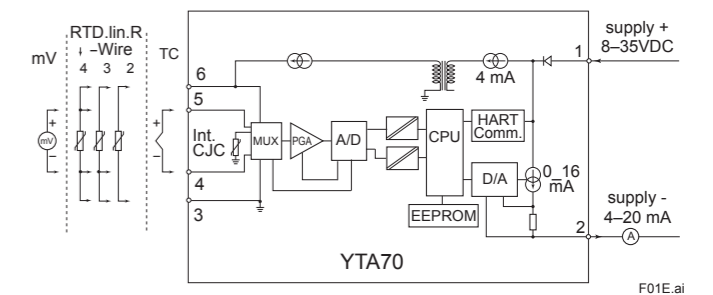 RTD.lin.R
–Wire
4 3 2
mV
TC
supply +
8–35VDC
1
6
4 mA
5
Int.
CJC
MUX
PGA
A/D
CPU
HART
Comm.
D/A
0_16
mA
mV
4
3
EEPROM
supply -
4–20 mA
2
A
YTA70
F01E.ai